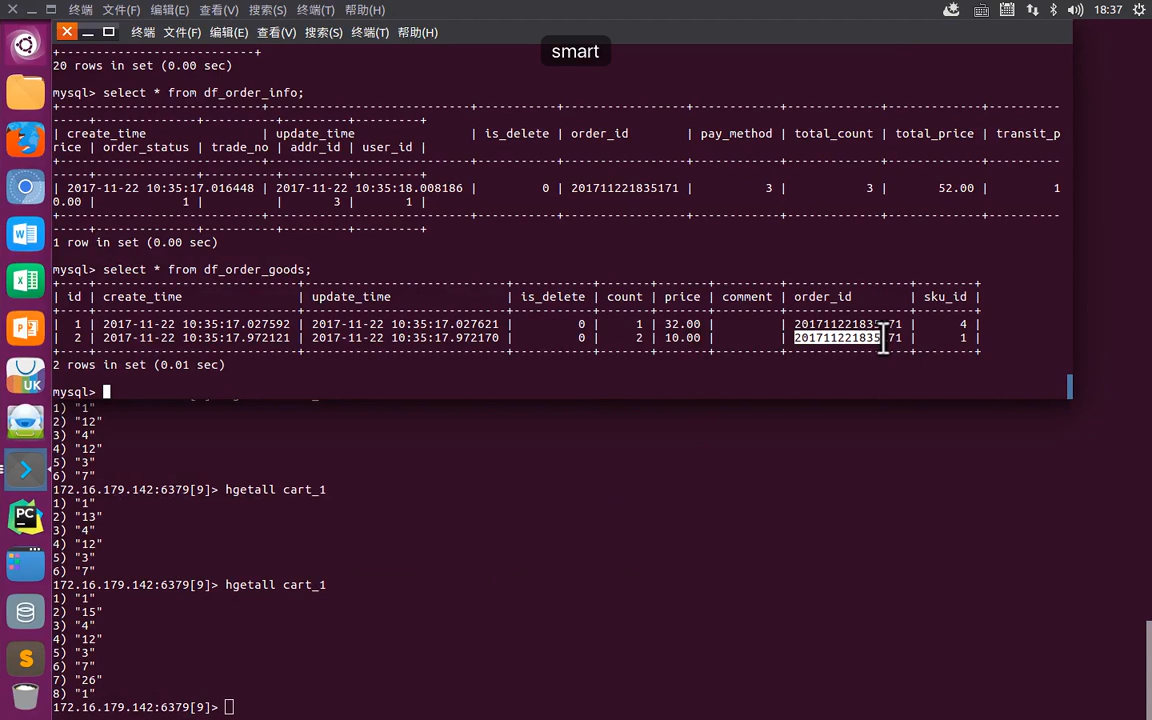 终端 文件(F) 编辑(E) 查看(V) 搜索(S) 终端(T) 帮助(H) 18:37
终端 文件(F) 编辑(E) 查看(V) 搜索(S) 终端(T) 帮助(H)
smart
20 rows in set (0.00 sec)
mysql> select * from df_order_info;
| create_time | update_time | is_delete | order_id | pay_method | total_count | total_price | transit_p
rice | order_status | trade_no | addr_id | user_id |
| 2017-11-22 10:35:17.016448 | 2017-11-22 10:35:18.008186 | 0 | 201711221835171 | 3 | 3 | 52.00 | 1
0.00 | 1 | | 3 | 1 |
1 row in set (0.00 sec)
mysql> select * from df_order_goods;
| id | create_time | update_time | is_delete | count | price | comment | order_id | sku_id |
| 1 | 2017-11-22 10:35:17.027592 | 2017-11-22 10:35:17.027621 | 0 | 1 | 32.00 | | 201711221835171 | 4 |
| 2 | 2017-11-22 10:35:17.972121 | 2017-11-22 10:35:17.972170 | 0 | 2 | 10.00 | | 201711221835171 | 1 |
2 rows in set (0.01 sec)
mysql>
1) "1"
2) "12"
3) "4"
4) "12"
5) "3"
6) "7"
172.16.179.142:6379[9]> hgetall cart_1
1) "1"
2) "13"
3) "4"
4) "12"
5) "3"
6) "7"
172.16.179.142:6379[9]> hgetall cart_1
1) "1"
2) "15"
3) "4"
4) "12"
5) "3"
6) "7"
7) "26"
8) "1"
172.16.179.142:6379[9]>
W
X
P
UK
PC
S